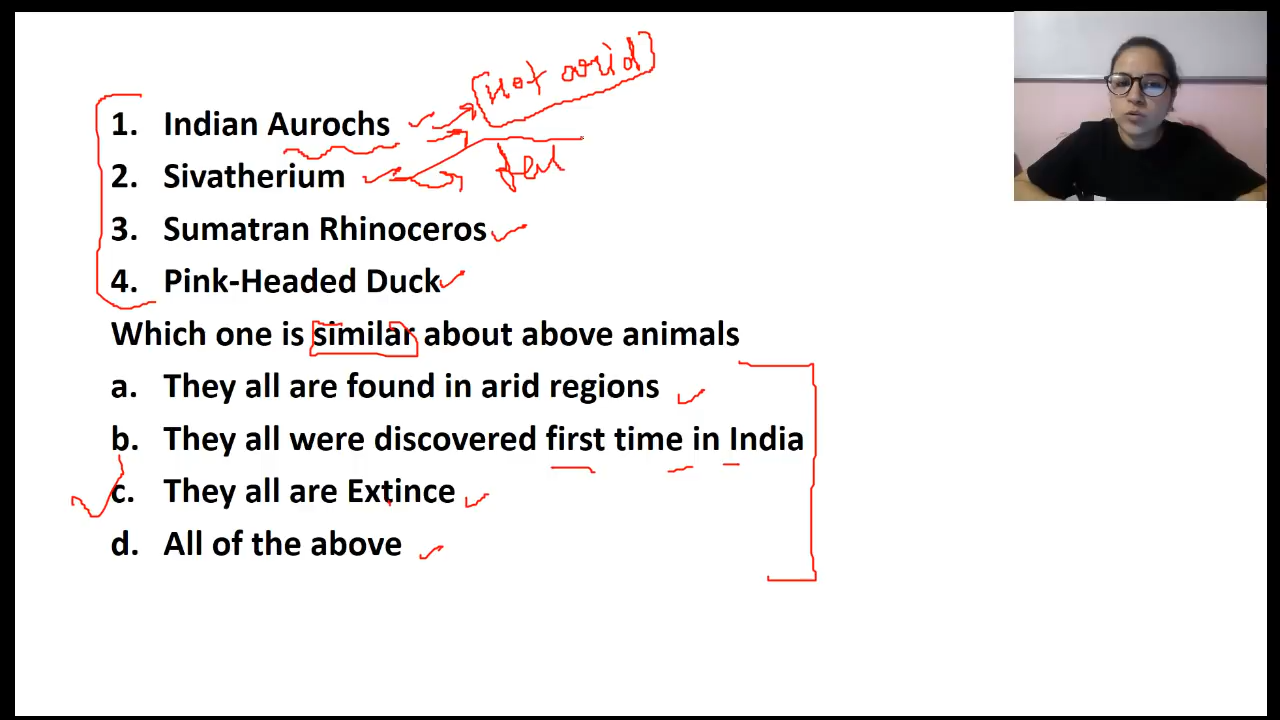 [not arid]
1. Indian Aurochs
2. Sivatherium
3. Sumatran Rhinoceros
4. Pink-Headed Duck
Which one is similar about above animals
a. They all are found in arid regions
b. They all were discovered first time in India
c. They all are Extince
d. All of the above